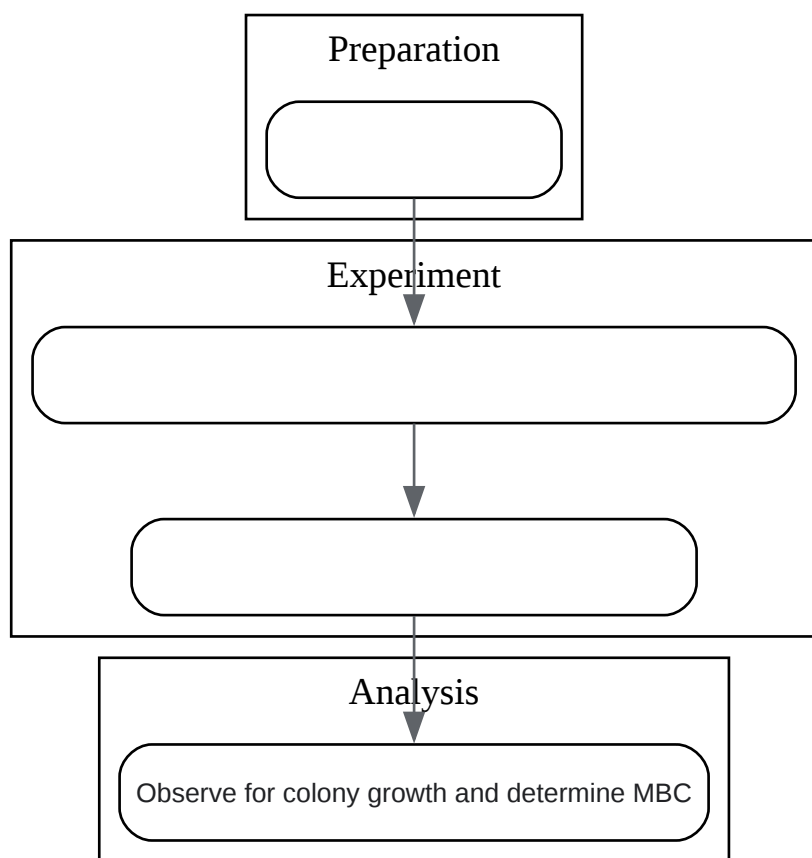 Preparation
Experiment
Analysis
Observe for colony growth and determine MBC